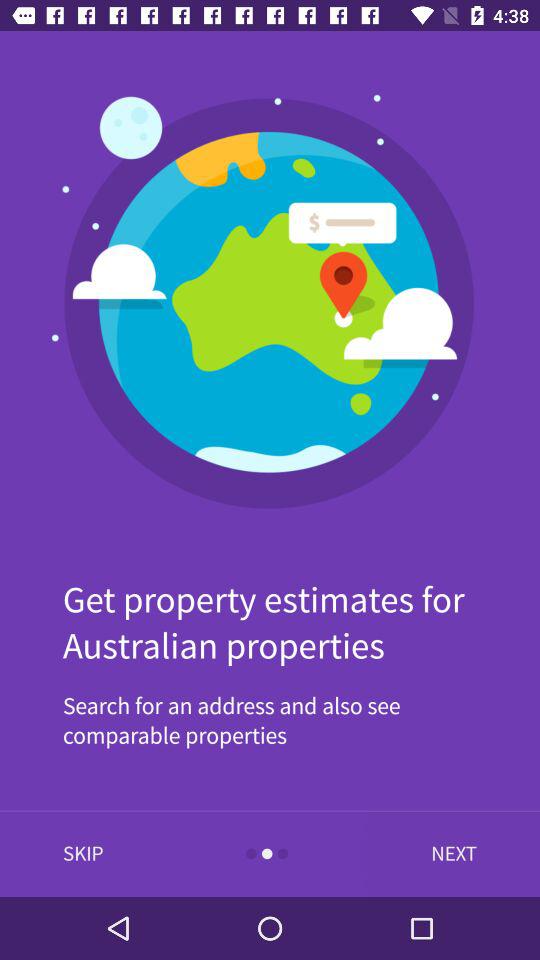 4:38
$
Get property estimates for
Australian properties
Search for an address and also see
comparable properties
SKIP
NEXT